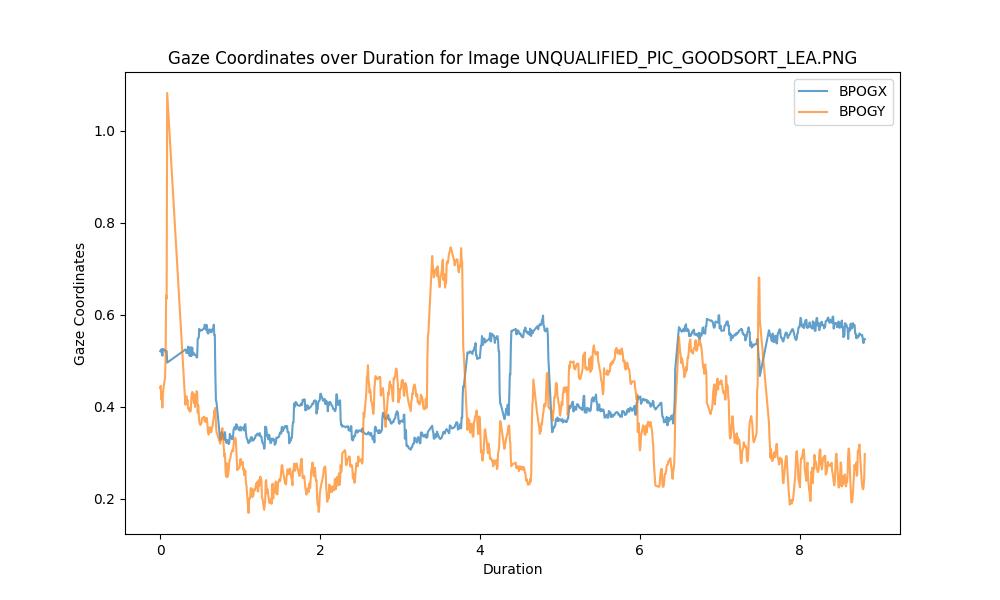 Gaze Coordinates over Duration for Image UNQUALIFIED_PIC_GOODSORT_LEA.PNG
BPOGX
BPOGY
1.0
0.8
0.6
0.4
0.2
Gaze Coordinates
0
2
4
6
8
Duration